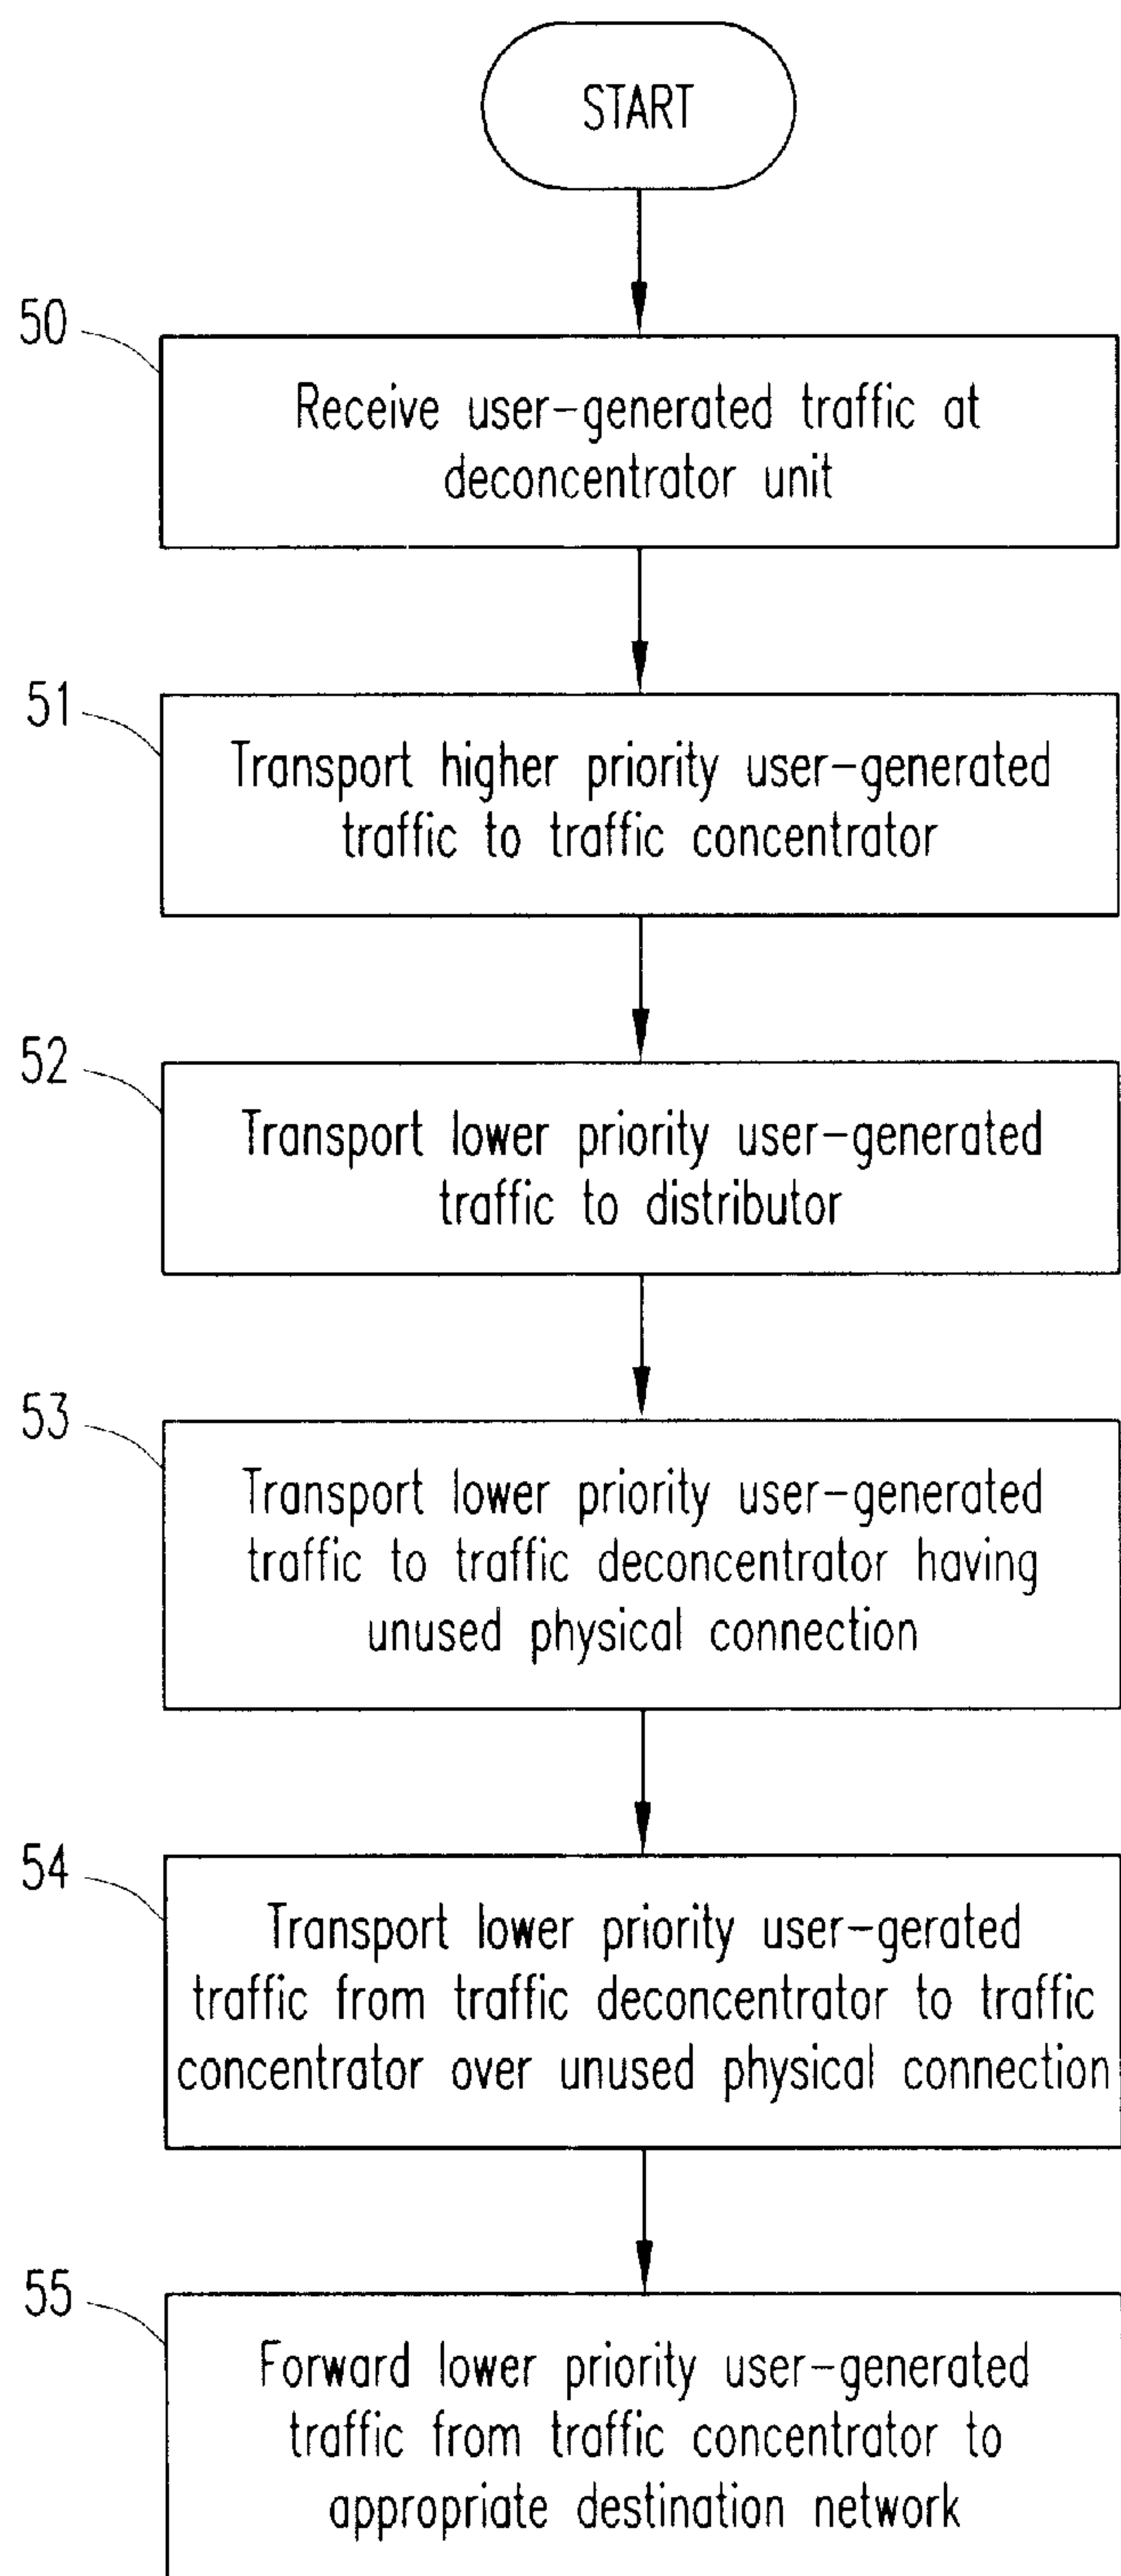 START
50
Receive user-generated traffic at
deconcentrator unit
51
Transport higher priority user-generated
traffic to traffic concentrator
52
Transport lower priority user-generated
traffic to distributor
53
Transport lower priority user-generated
traffic to traffic deconcentrator having
unused physical connection
54
Transport lower priority user-gerated
traffic from traffic deconcentrator to traffic
concentrator over unused physical connection
55
Forward lower priority user-generated
traffic from traffic concentrator to
appropriate destination network